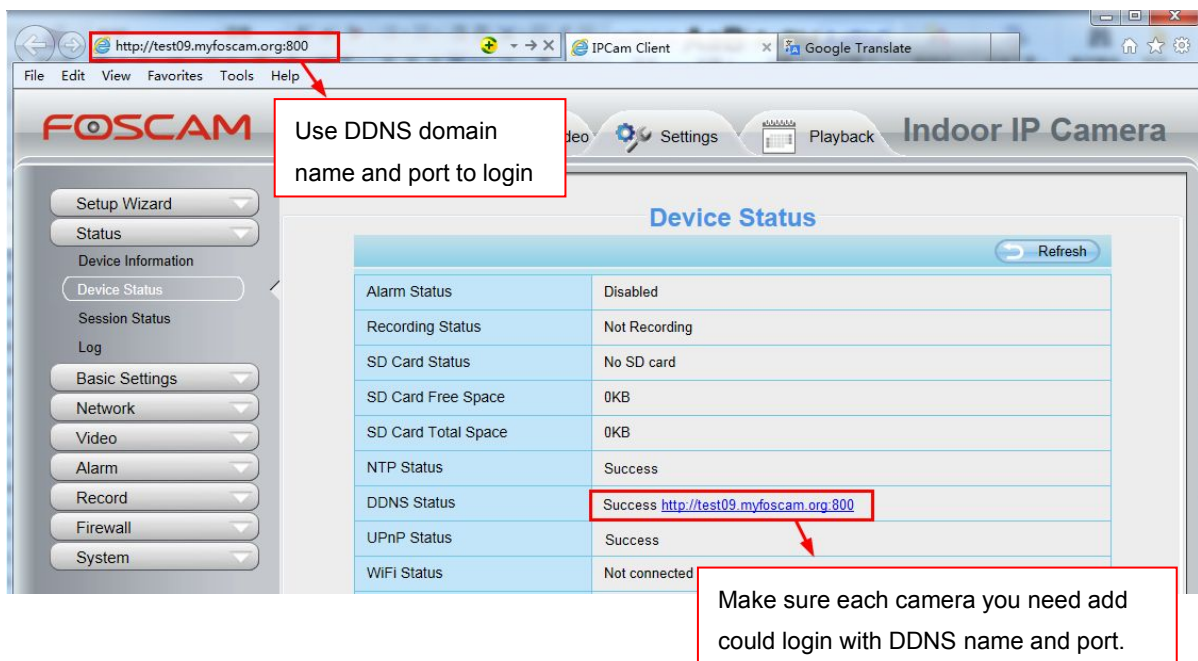 http://test09.myfoscam.org:800
IPCam Client
Google Translate
File Edit View Favorites Tools Help
FOSCAM
Use DDNS domain
name and port to login
deo
Settings
Playback
Indoor IP Camera
Setup Wizard
Status
Device Information
Device Status
Session Status
Log
Basic Settings
Network
Video
Alarm
Record
Firewall
System
Device Status
Refresh
Alarm Status Disabled
Recording Status Not Recording
SD Card Status No SD card
SD Card Free Space 0KB
SD Card Total Space 0KB
NTP Status Success
DDNS Status Success http://test09.myfoscam.org:800
UPnP Status Success
WiFi Status Not connected
Make sure each camera you need add
could login with DDNS name and port.